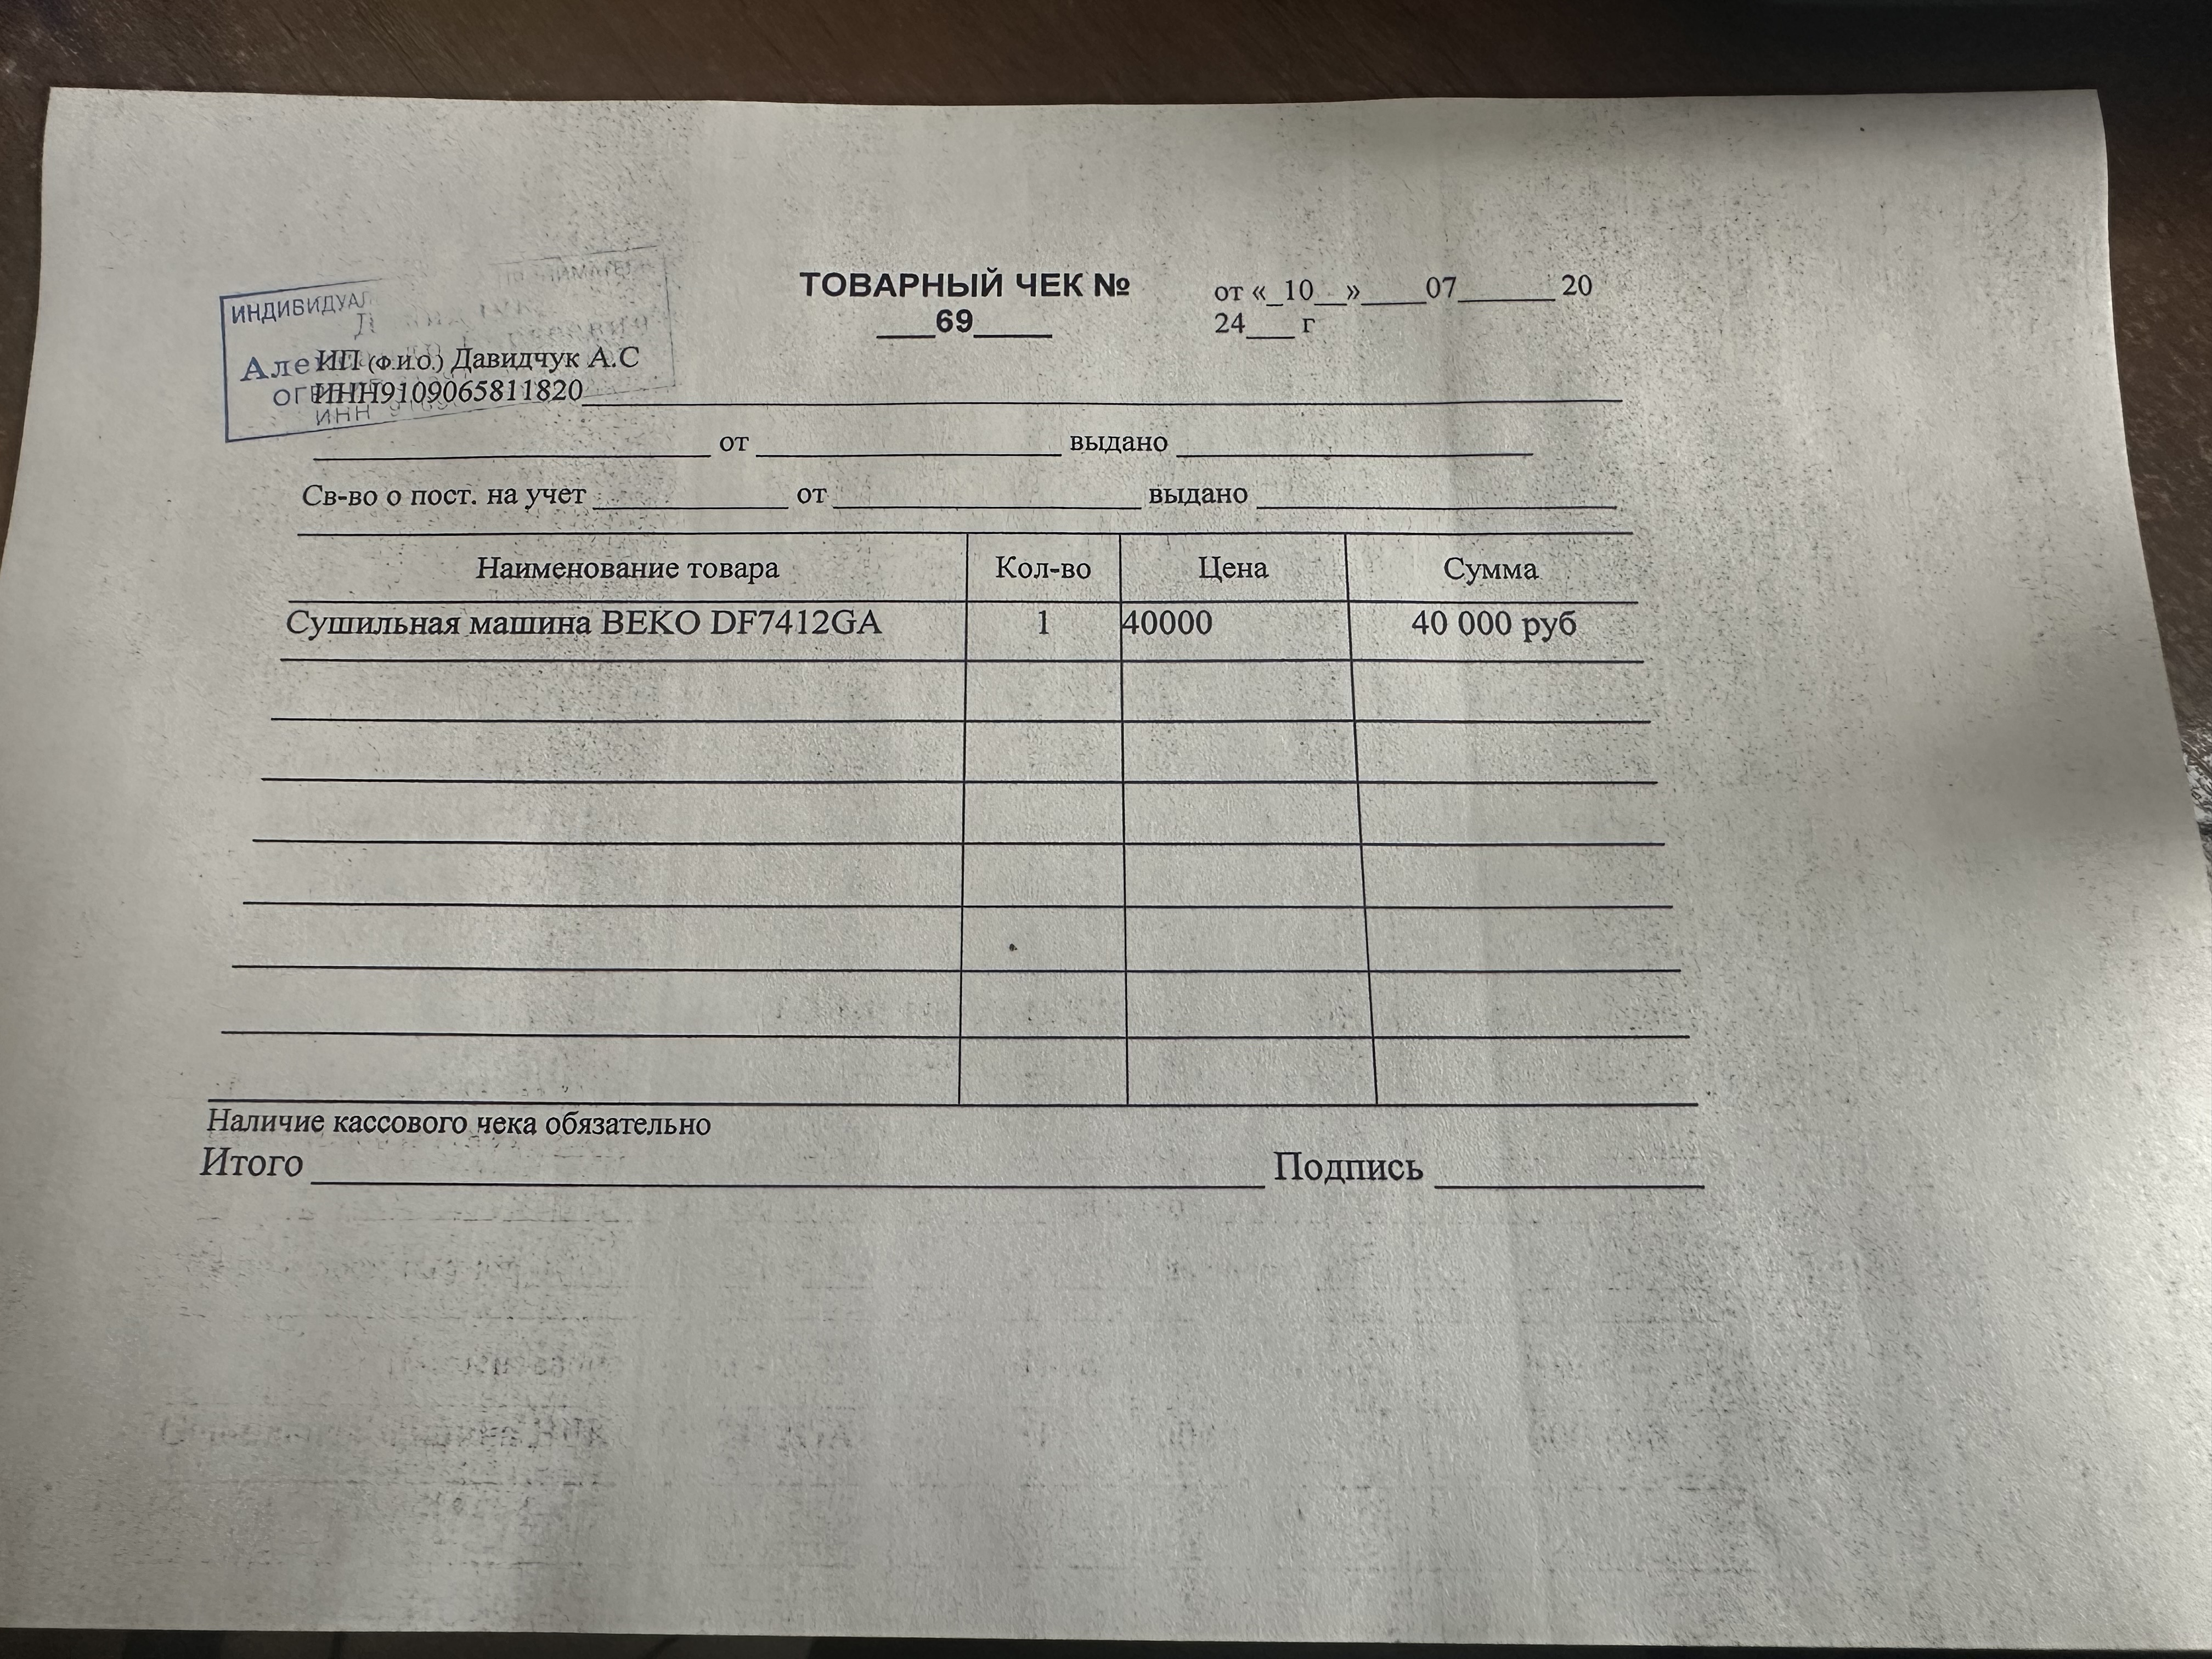 ТОВАРНЫЙ ЧЕК №
___69____
от «_10__»____07______ 20
24___ г
ИНДИВИДУАЛ
ИП (Ф.И.О.) Давидчук А.С
ИНН9109065811820
ИНН
от выдано
Св-во о пост. на учет от выдано
Наименование товара Кол-во Цена Сумма
Сушильная машина BEKO DF7412GA 1 40000 40 000 руб
Наличие кассового чека обязательно
Итого Подпись